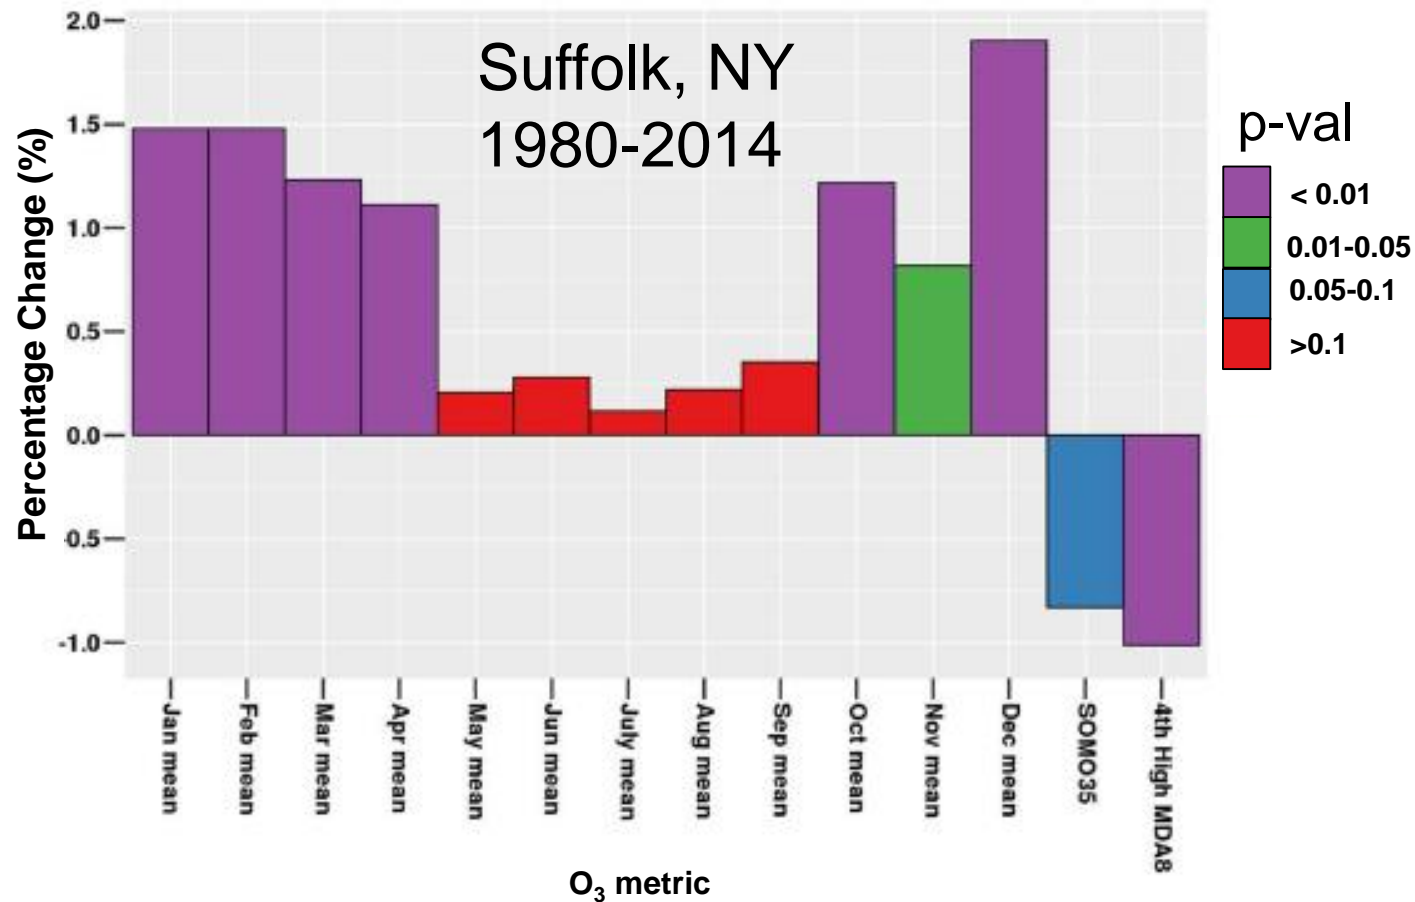 Suffolk, NY
1980-2014
Percentage Change (%)
2.0
1.5
1.0
0.5
0.0
0.5
-1.0
Jan mean
Feb mean
Mar mean
Apr mean
May mean
Jun mean
July mean
Aug mean
Sep mean
Oct mean
Nov mean
Dec mean
SOMO35
4th High MDA8
O₃ metric
p-val
< 0.01
0.01-0.05
0.05-0.1
>0.1